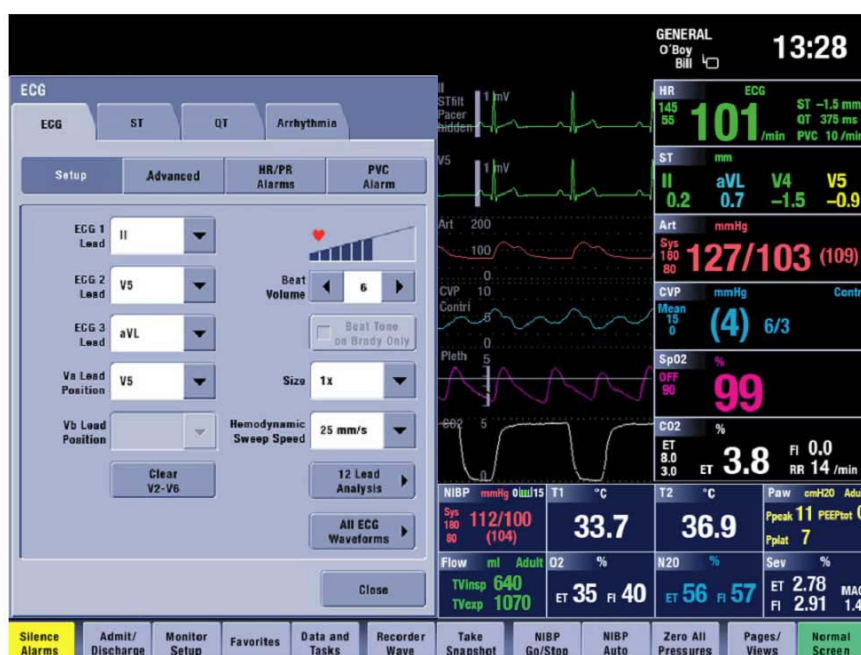 GENERAL
O'Boy
Bill
13:28
ECG
ECG ST QT Arrhythmia
Setup Advanced HR/PR Alarms PVC Alarm
ECG 1 Lead II
ECG 2 Lead V5
ECG 3 Lead aVL
Va Lead Position V5
Vb Lead Position
Clear V2-V6
Beat Volume 6
Beat Tone on Brady Only
Size 1x
Hemodynamic Sweep Speed 25 mm/s
12 Lead Analysis
All ECG Waveforms
Close
II
STfilt
Pacer
hidden
1 mV
V5
1 mV
Art 200
100
0
CVP 10
Contri
5
0
Pleth 5
CO2 5
0
HR ECG
145
55
101 /min
ST -1.5 mm
QT 375 ms
PVC 10 /min
ST mm
II aVL V4 V5
0.2 0.7 -1.5 -0.9
Art mmHg
Sys
180
80
127/103 (109)
CVP mmHg Contr
Mean
15
0
(4) 6/3
SpO2 %
OFF
90
99
CO2 %
ET
8.0
3.0
ET 3.8
FI 0.0
RR 14 /min
NIBP mmHg 15
Sys
180
80
112/100
(104)
T1 °C
33.7
T2 °C
36.9
Paw cmH2O Adu
Ppeak 11 PEEPtot
Pplat 7
Flow ml Adult
TVinsp 640
TVexp 1070
O2 %
ET 35 FI 40
N2O %
ET 56 FI 57
Sev %
ET 2.78 MAC
FI 2.91 1.4
Silence Alarms
Admit/ Discharge
Monitor Setup
Favorites
Data and Tasks
Recorder Wave
Take Snapshot
NIBP Go/Stop
NIBP Auto
Zero All Pressures
Pages/ Views
Normal Screen